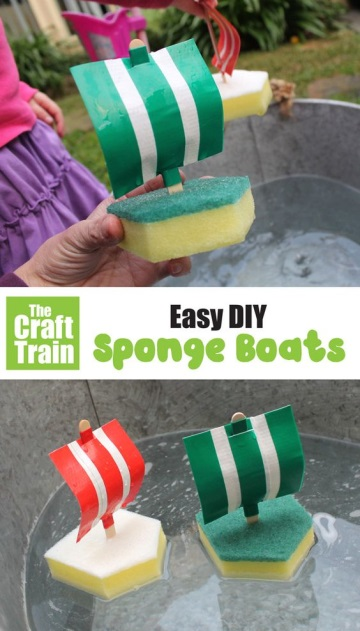 The
Craft
Train
Easy DIY
Sponge Boats